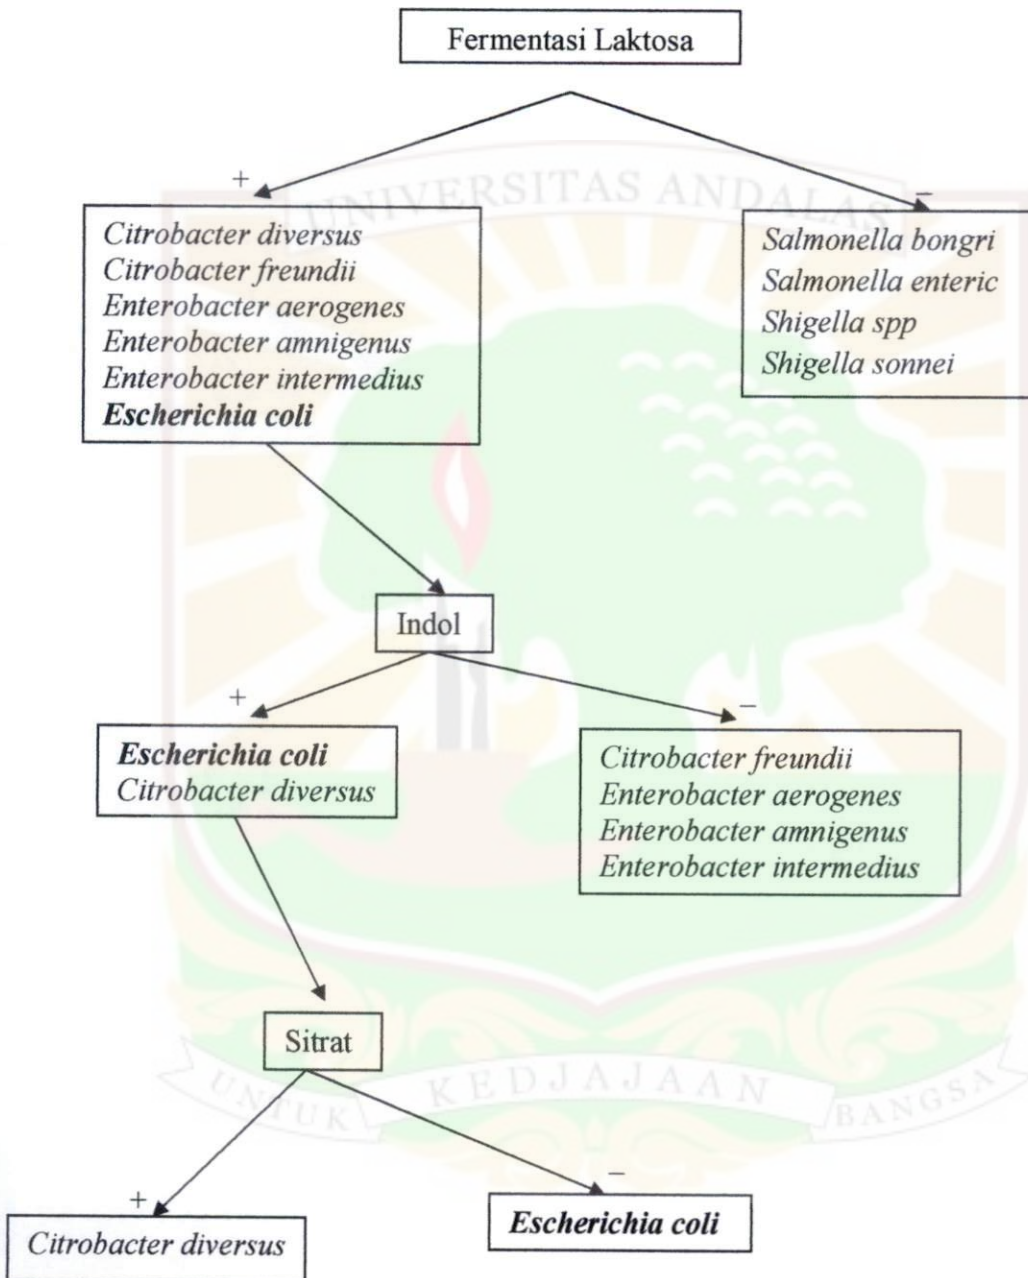 Fermentasi Laktosa
UNIVERSITAS ANDALAS
+
–
Citrobacter diversus
Citrobacter freundii
Enterobacter aerogenes
Enterobacter amnigenus
Enterobacter intermedius
Escherichia coli
Salmonella bongri
Salmonella enteric
Shigella spp
Shigella sonnei
Indol
+
–
Escherichia coli
Citrobacter diversus
Citrobacter freundii
Enterobacter aerogenes
Enterobacter amnigenus
Enterobacter intermedius
Sitrat
UNTUK KEDJAJAAN BANGSA
+
–
Citrobacter diversus
Escherichia coli